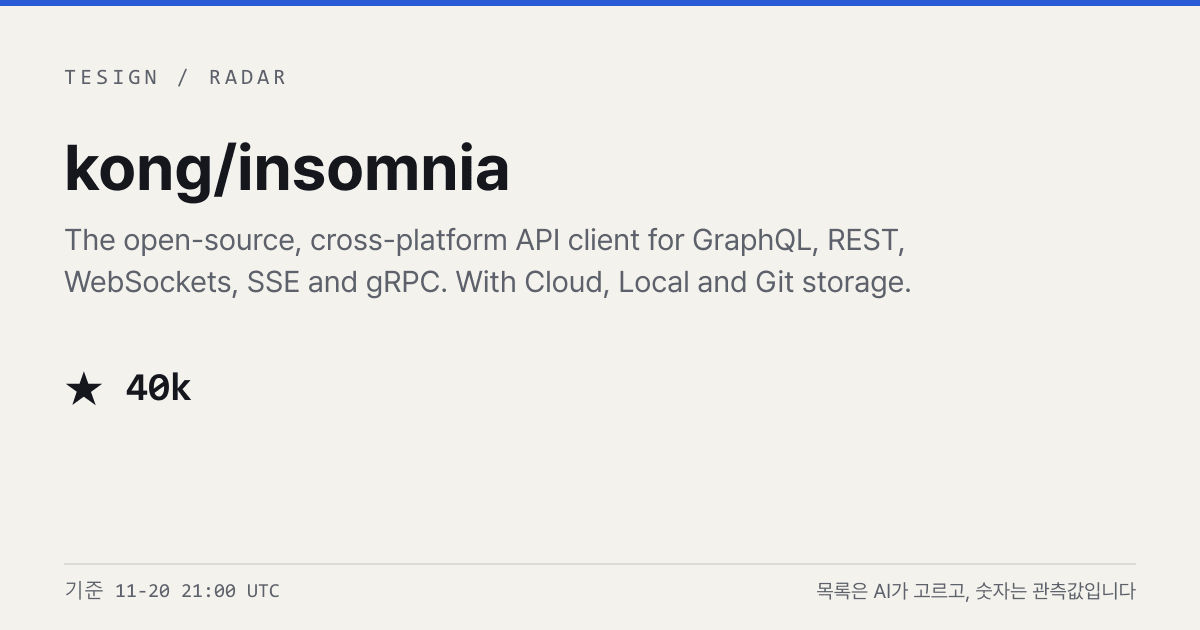 TESIGN / RADAR
kong/insomnia
The open-source, cross-platform API client for GraphQL, REST,
WebSockets, SSE and gRPC. With Cloud, Local and Git storage.
★ 40k
기준 11-20 21:00 UTC
목록은 AI가 고르고, 숫자는 관측값입니다